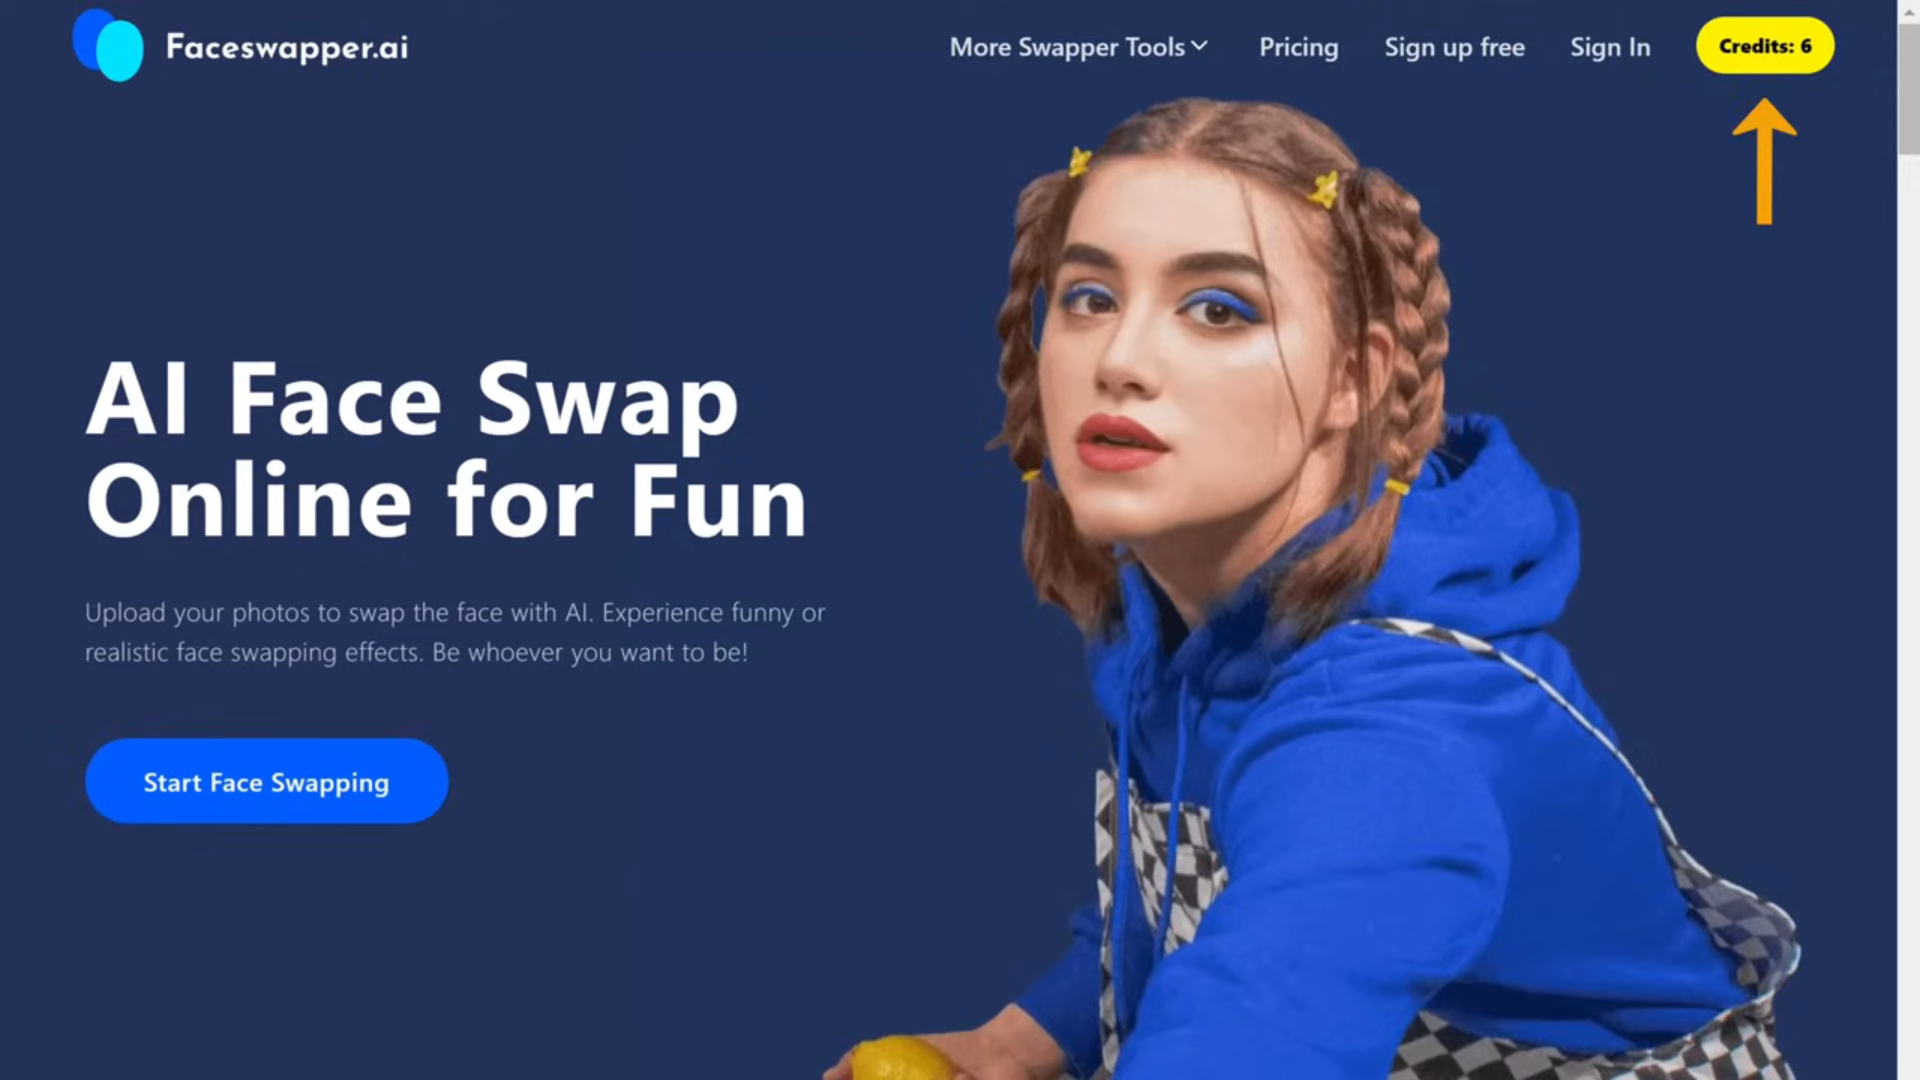 Faceswapper.ai
More Swapper Tools
Pricing
Sign up free
Sign In
Credits: 6
AI Face Swap
Online for Fun
Upload your photos to swap the face with AI. Experience funny or
realistic face swapping effects. Be whoever you want to be!
Start Face Swapping